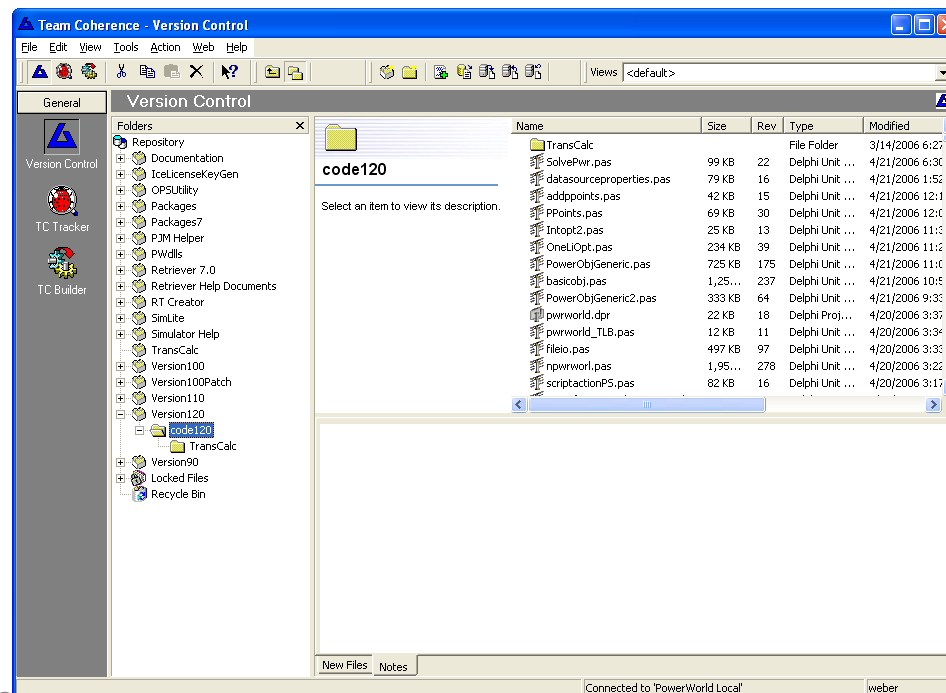 Team Coherence - Version Control
File Edit View Tools Action Web Help
Views <default>
General
Version Control
TC Tracker
TC Builder
Version Control
Folders
Repository
Documentation
IceLicenseKeyGen
OPSUtility
Packages
Packages7
PJM Helper
PWdlls
Retriever 7.0
Retriever Help Documents
RT Creator
SimLite
Simulator Help
TransCalc
Version100
Version100Patch
Version110
Version120
code120
TransCalc
Version90
Locked Files
Recycle Bin
code120
Select an item to view its description.
Name Size Rev Type Modified
TransCalc File Folder 3/14/2006 6:27
SolvePwr.pas 99 KB 22 Delphi Unit ... 4/21/2006 6:30
datasourceproperties.pas 79 KB 16 Delphi Unit ... 4/21/2006 1:52
addppoints.pas 42 KB 15 Delphi Unit ... 4/21/2006 12:1
PPoints.pas 69 KB 30 Delphi Unit ... 4/21/2006 12:0
Intopt2.pas 25 KB 13 Delphi Unit ... 4/21/2006 11:3
OneLiOpt.pas 234 KB 39 Delphi Unit ... 4/21/2006 11:2
PowerObjGeneric.pas 725 KB 175 Delphi Unit ... 4/21/2006 11:0
basicobj.pas 1,25... 237 Delphi Unit ... 4/21/2006 10:5
PowerObjGeneric2.pas 333 KB 64 Delphi Unit ... 4/21/2006 9:33
pwrworld.dpr 22 KB 18 Delphi Proj... 4/20/2006 3:37
pwrworld_TLB.pas 12 KB 11 Delphi Unit ... 4/20/2006 3:34
fileio.pas 497 KB 97 Delphi Unit ... 4/20/2006 3:33
npwrworl.pas 1,95... 278 Delphi Unit ... 4/20/2006 3:22
scriptactionPS.pas 82 KB 16 Delphi Unit ... 4/20/2006 3:17
New Files Notes
Connected to 'PowerWorld Local' weber